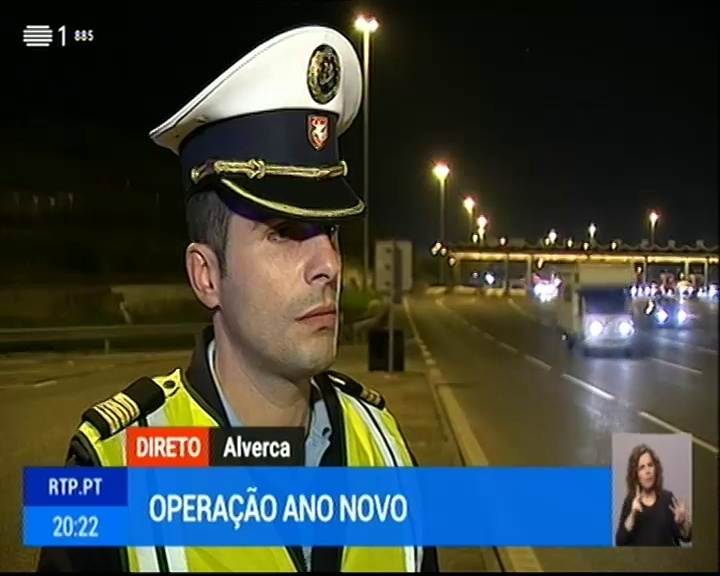 1 885
DIRETO Alverca
RTP.PT
OPERAÇÃO ANO NOVO
20:22